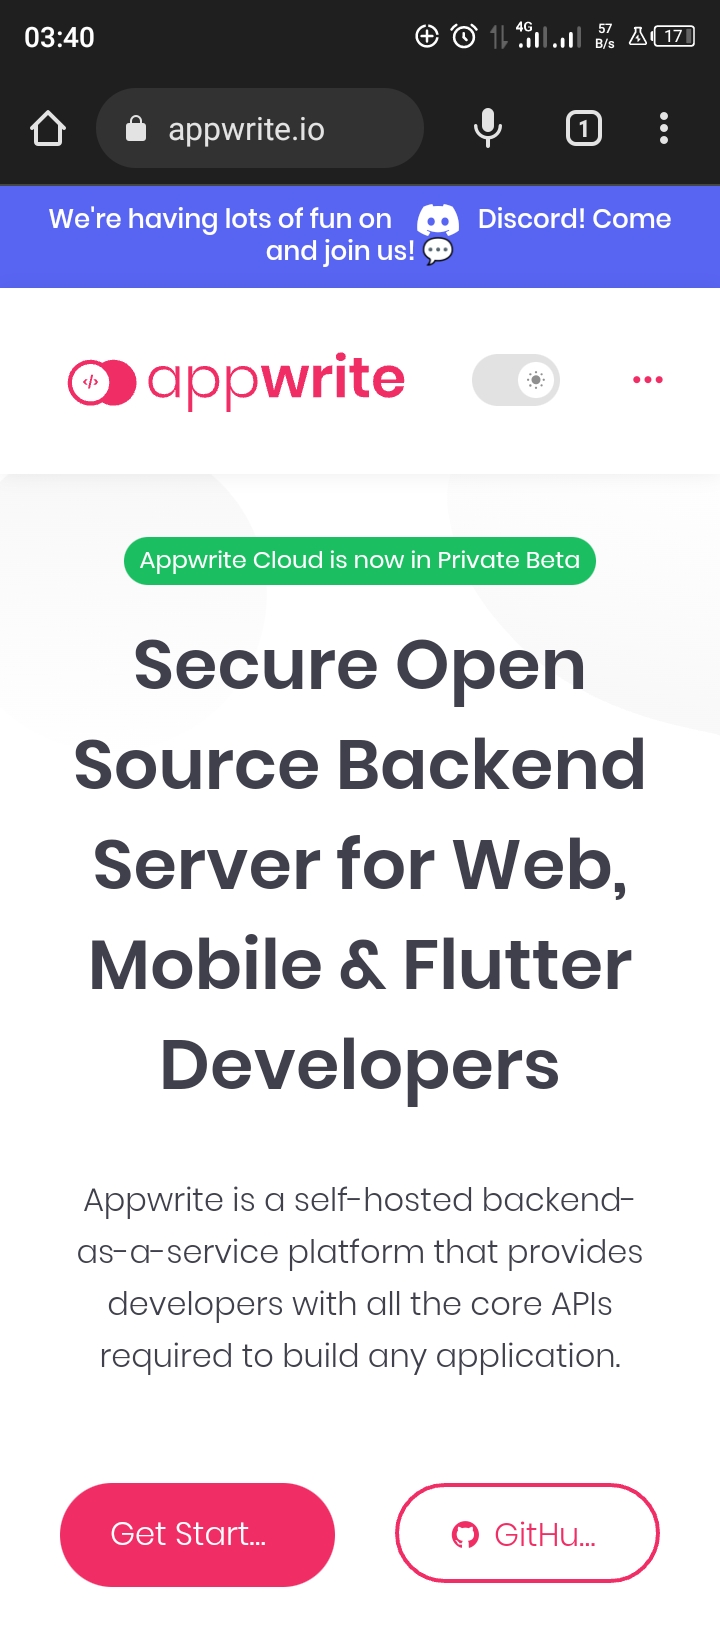 03:40
4G
57
B/s
17
appwrite.io
1
We're having lots of fun on Discord! Come
and join us! 💬
</>
appwrite
Appwrite Cloud is now in Private Beta
Secure Open
Source Backend
Server for Web,
Mobile & Flutter
Developers
Appwrite is a self-hosted backend-
as-a-service platform that provides
developers with all the core APIs
required to build any application.
Get Start...
GitHu...